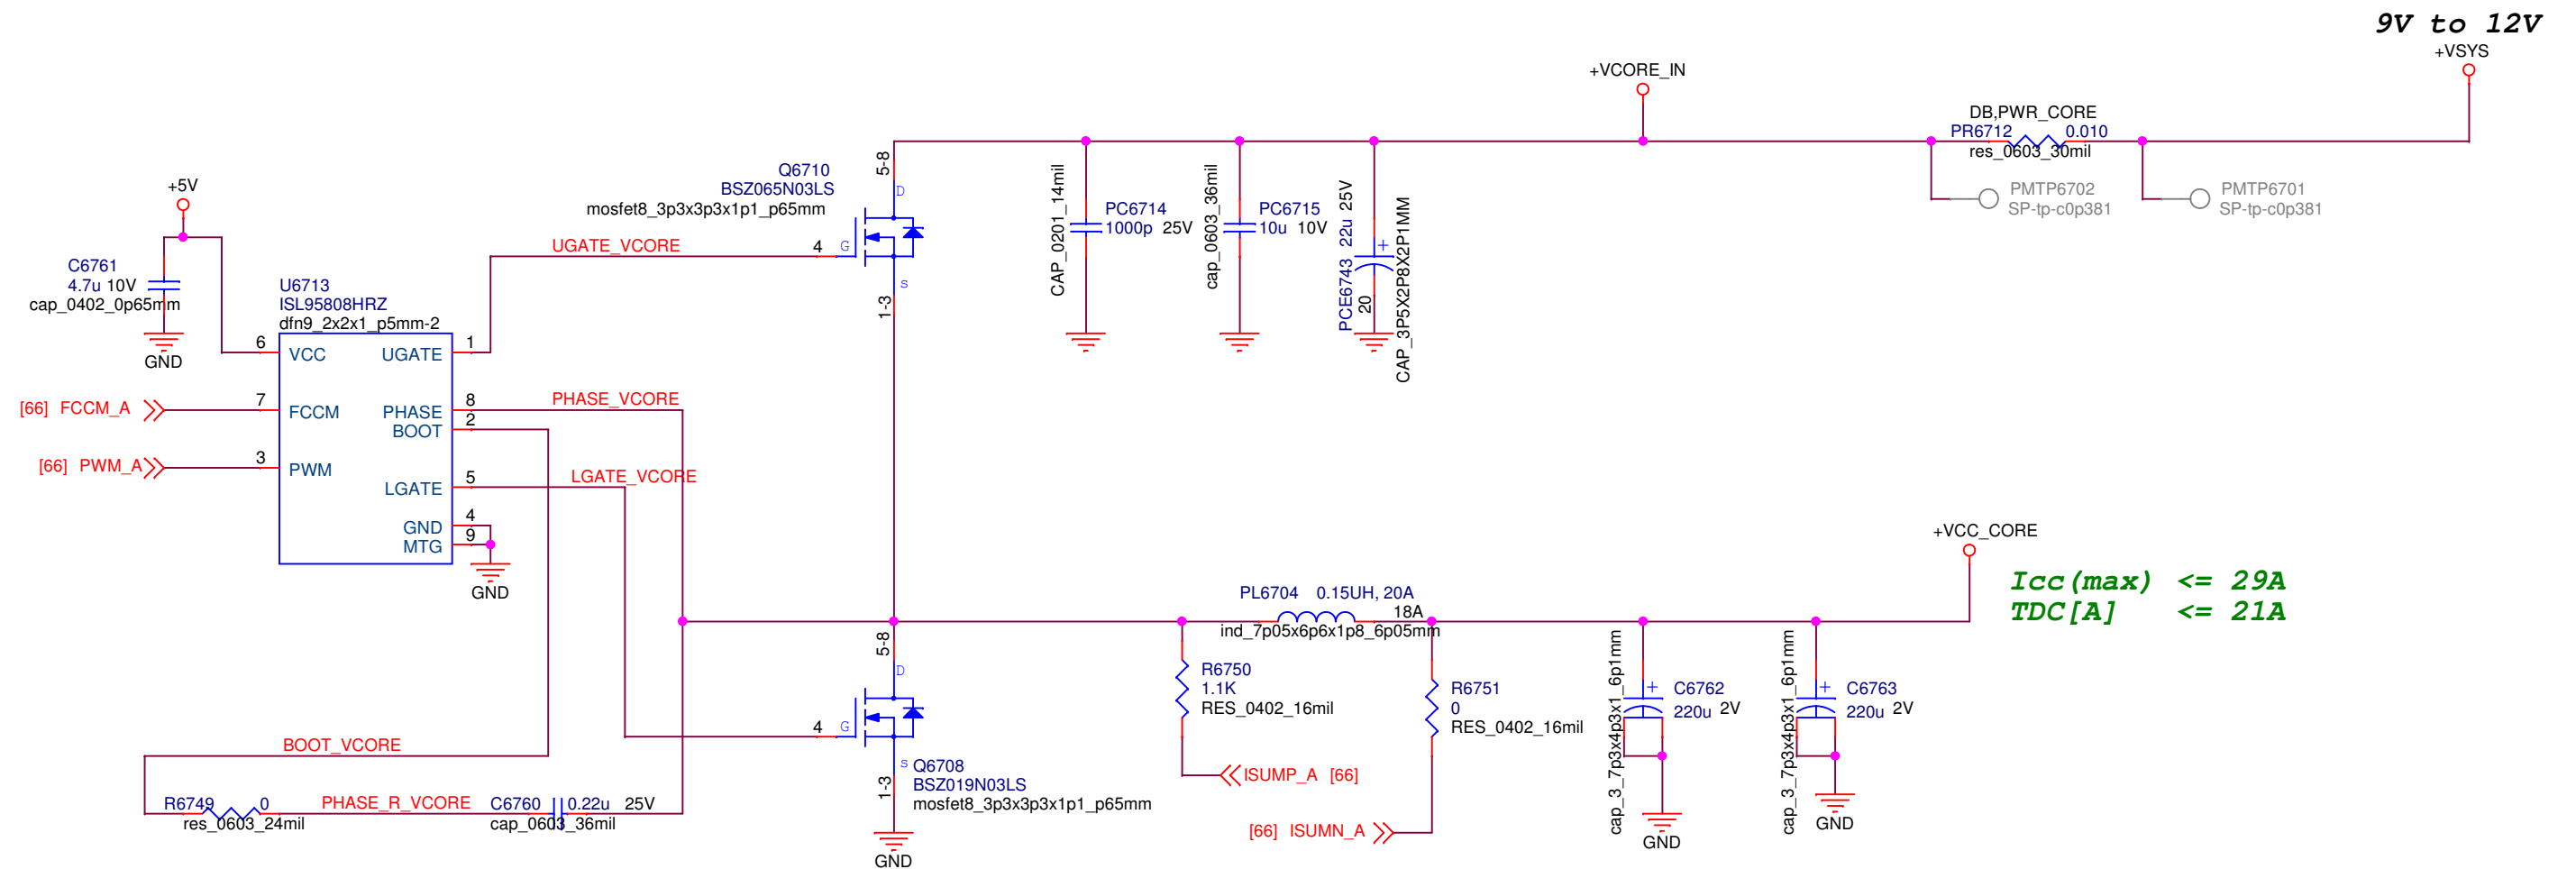 9V to 12V
+VSYS
+VCORE_IN
DB,PWR_CORE
PR6712 0.010
res_0603_30mil
PMTP6702
SP-tp-c0p381
PMTP6701
SP-tp-c0p381
Q6710
BSZ065N03LS
mosfet8_3p3x3p3x1p1_p65mm
5-8
D
UGATE_VCORE
4
G
S
1-3
CAP_0201_14mil
PC6714
1000p 25V
cap_0603_36mil
PC6715
10u 10V
PCE6743 22u 25V
+
20
CAP_3P5X2P8X2P1MM
+5V
C6761
4.7u 10V
cap_0402_0p65mm
GND
U6713
ISL95808HRZ
dfn9_2x2x1_p5mm-2
6
VCC
UGATE
1
[66] FCCM_A
7
FCCM
PHASE
8
PHASE_VCORE
BOOT
2
[66] PWM_A
3
PWM
LGATE
5
LGATE_VCORE
GND
4
MTG
9
GND
+VCC_CORE
Icc(max) <= 29A
TDC[A] <= 21A
PL6704 0.15UH, 20A
18A
ind_7p05x6p6x1p8_6p05mm
5-8
D
4
G
S
1-3
Q6708
BSZ019N03LS
mosfet8_3p3x3p3x1p1_p65mm
GND
R6750
1.1K
RES_0402_16mil
ISUMP_A [66]
R6751
0
RES_0402_16mil
[66] ISUMN_A
cap_3_7p3x4p3x1_6p1mm
+
C6762
220u 2V
GND
cap_3_7p3x4p3x1_6p1mm
+
C6763
220u 2V
GND
BOOT_VCORE
R6749 0
res_0603_24mil
PHASE_R_VCORE
C6760 0.22u 25V
cap_0603_36mil